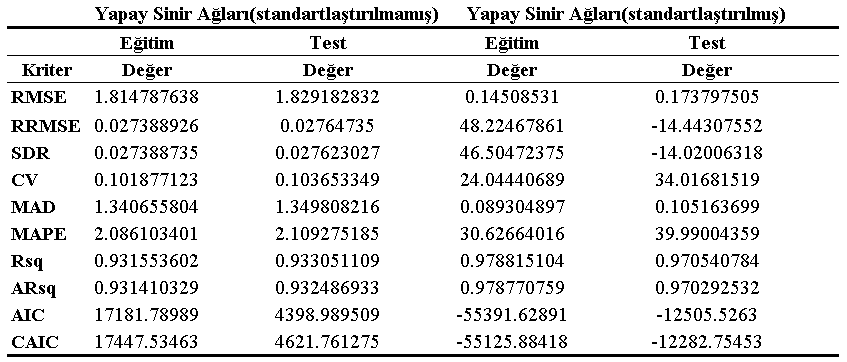 Yapay Sinir Ağları(standartlaştırılmamış) Yapay Sinir Ağları(standartlaştırılmış)
Eğitim Test Eğitim Test
Kriter Değer Değer Değer Değer
RMSE 1.814787638 1.829182832 0.14508531 0.173797505
RRMSE 0.027388926 0.02764735 48.22467861 -14.44307552
SDR 0.027388735 0.027623027 46.50472375 -14.02006318
CV 0.101877123 0.103653349 24.04440689 34.01681519
MAD 1.340655804 1.349808216 0.089304897 0.105163699
MAPE 2.086103401 2.109275185 30.62664016 39.99004359
Rsq 0.931553602 0.933051109 0.978815104 0.970540784
ARsq 0.931410329 0.932486933 0.978770759 0.970292532
AIC 17181.78989 4398.989509 -55391.62891 -12505.5263
CAIC 17447.53463 4621.761275 -55125.88418 -12282.75453